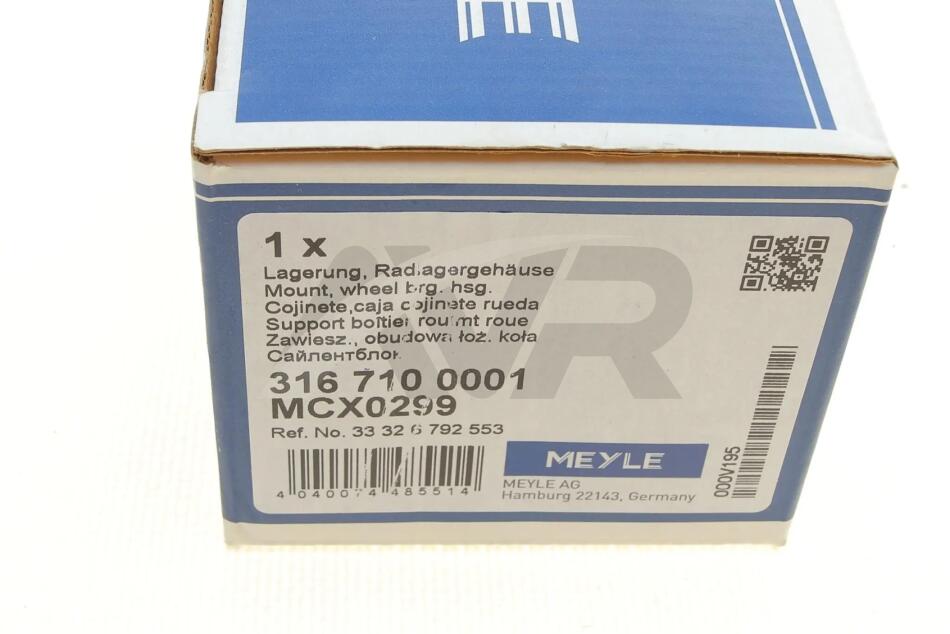 E
1 x
Lagerung, Radlagergehäuse
Mount, wheel brg. hsg.
Cojinete,caja cojinete rueda
Support boîtier roulmt roue
Zawiesz., obudowa łoż. koła
Сайлентблок
316 710 0001
MCX0299
Ref. No. 33 32 6 792 553
4 040074 485514
MEYLE
MEYLE AG
Hamburg 22143, Germany
000V195